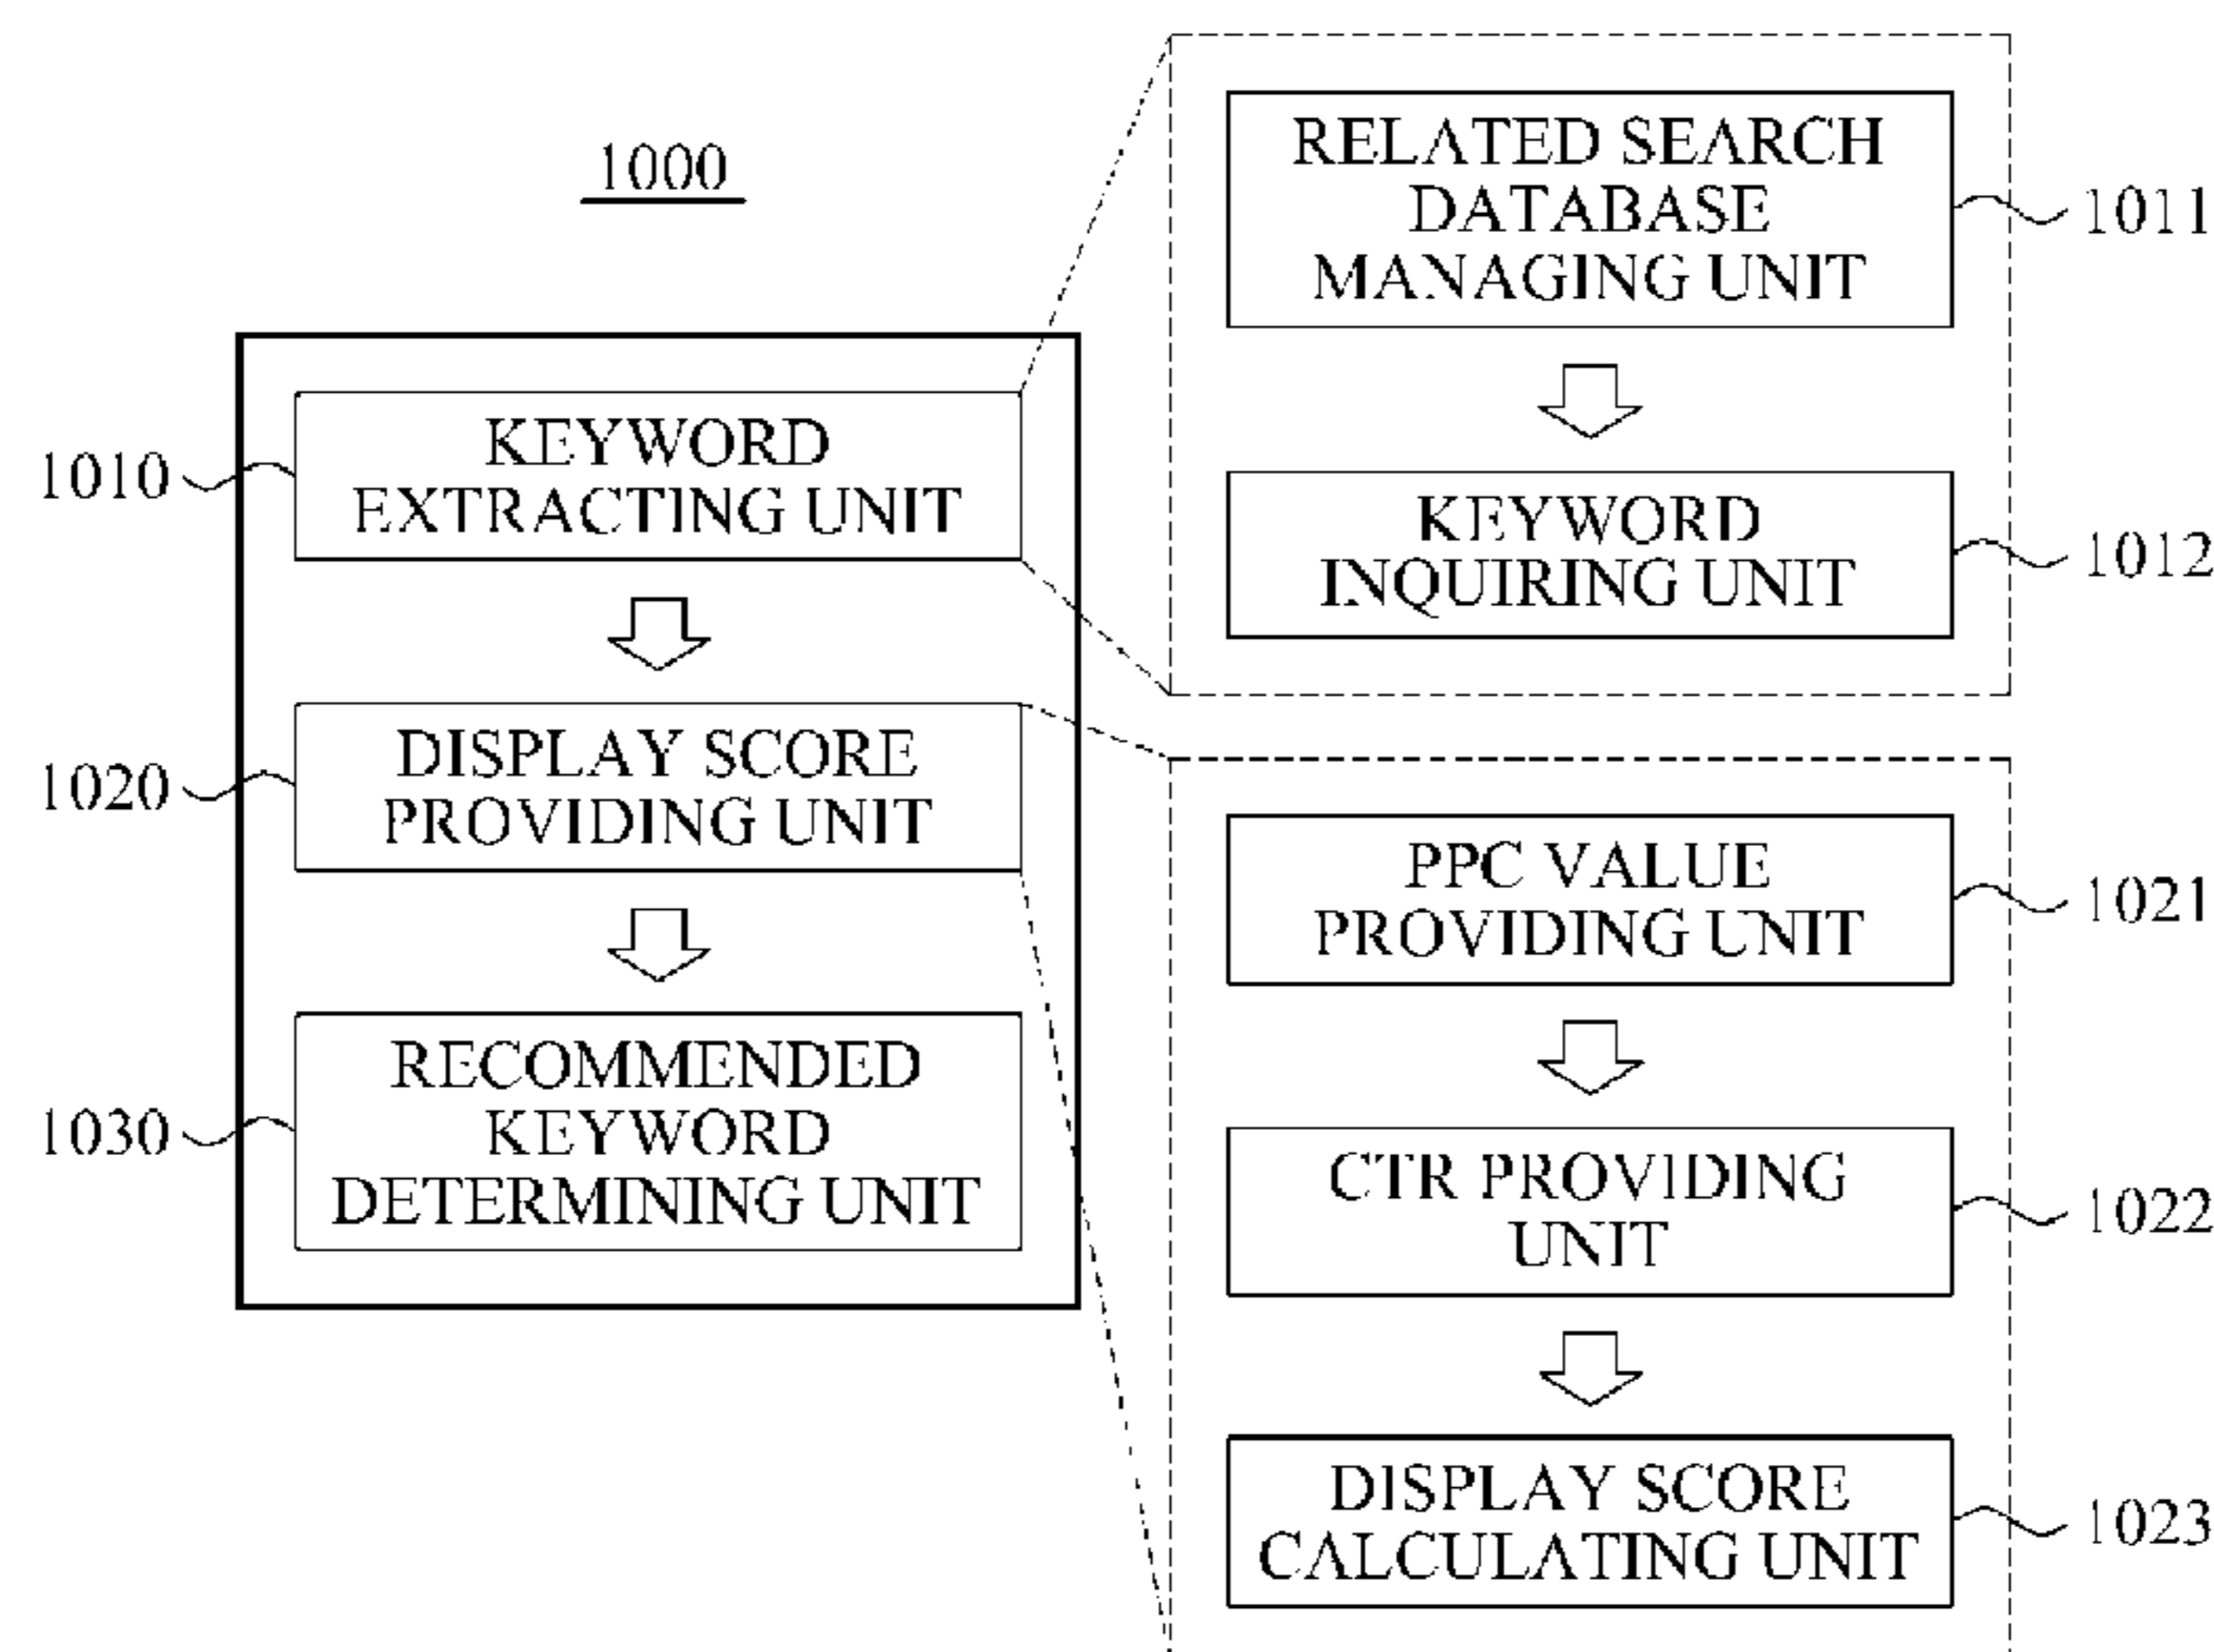 1000
1010
KEYWORD
EXTRACTING UNIT
1020
DISPLAY SCORE
PROVIDING UNIT
1030
RECOMMENDED
KEYWORD
DETERMINING UNIT
RELATED SEARCH
DATABASE
MANAGING UNIT
1011
KEYWORD
INQUIRING UNIT
1012
PPC VALUE
PROVIDING UNIT
1021
CTR PROVIDING
UNIT
1022
DISPLAY SCORE
CALCULATING UNIT
1023